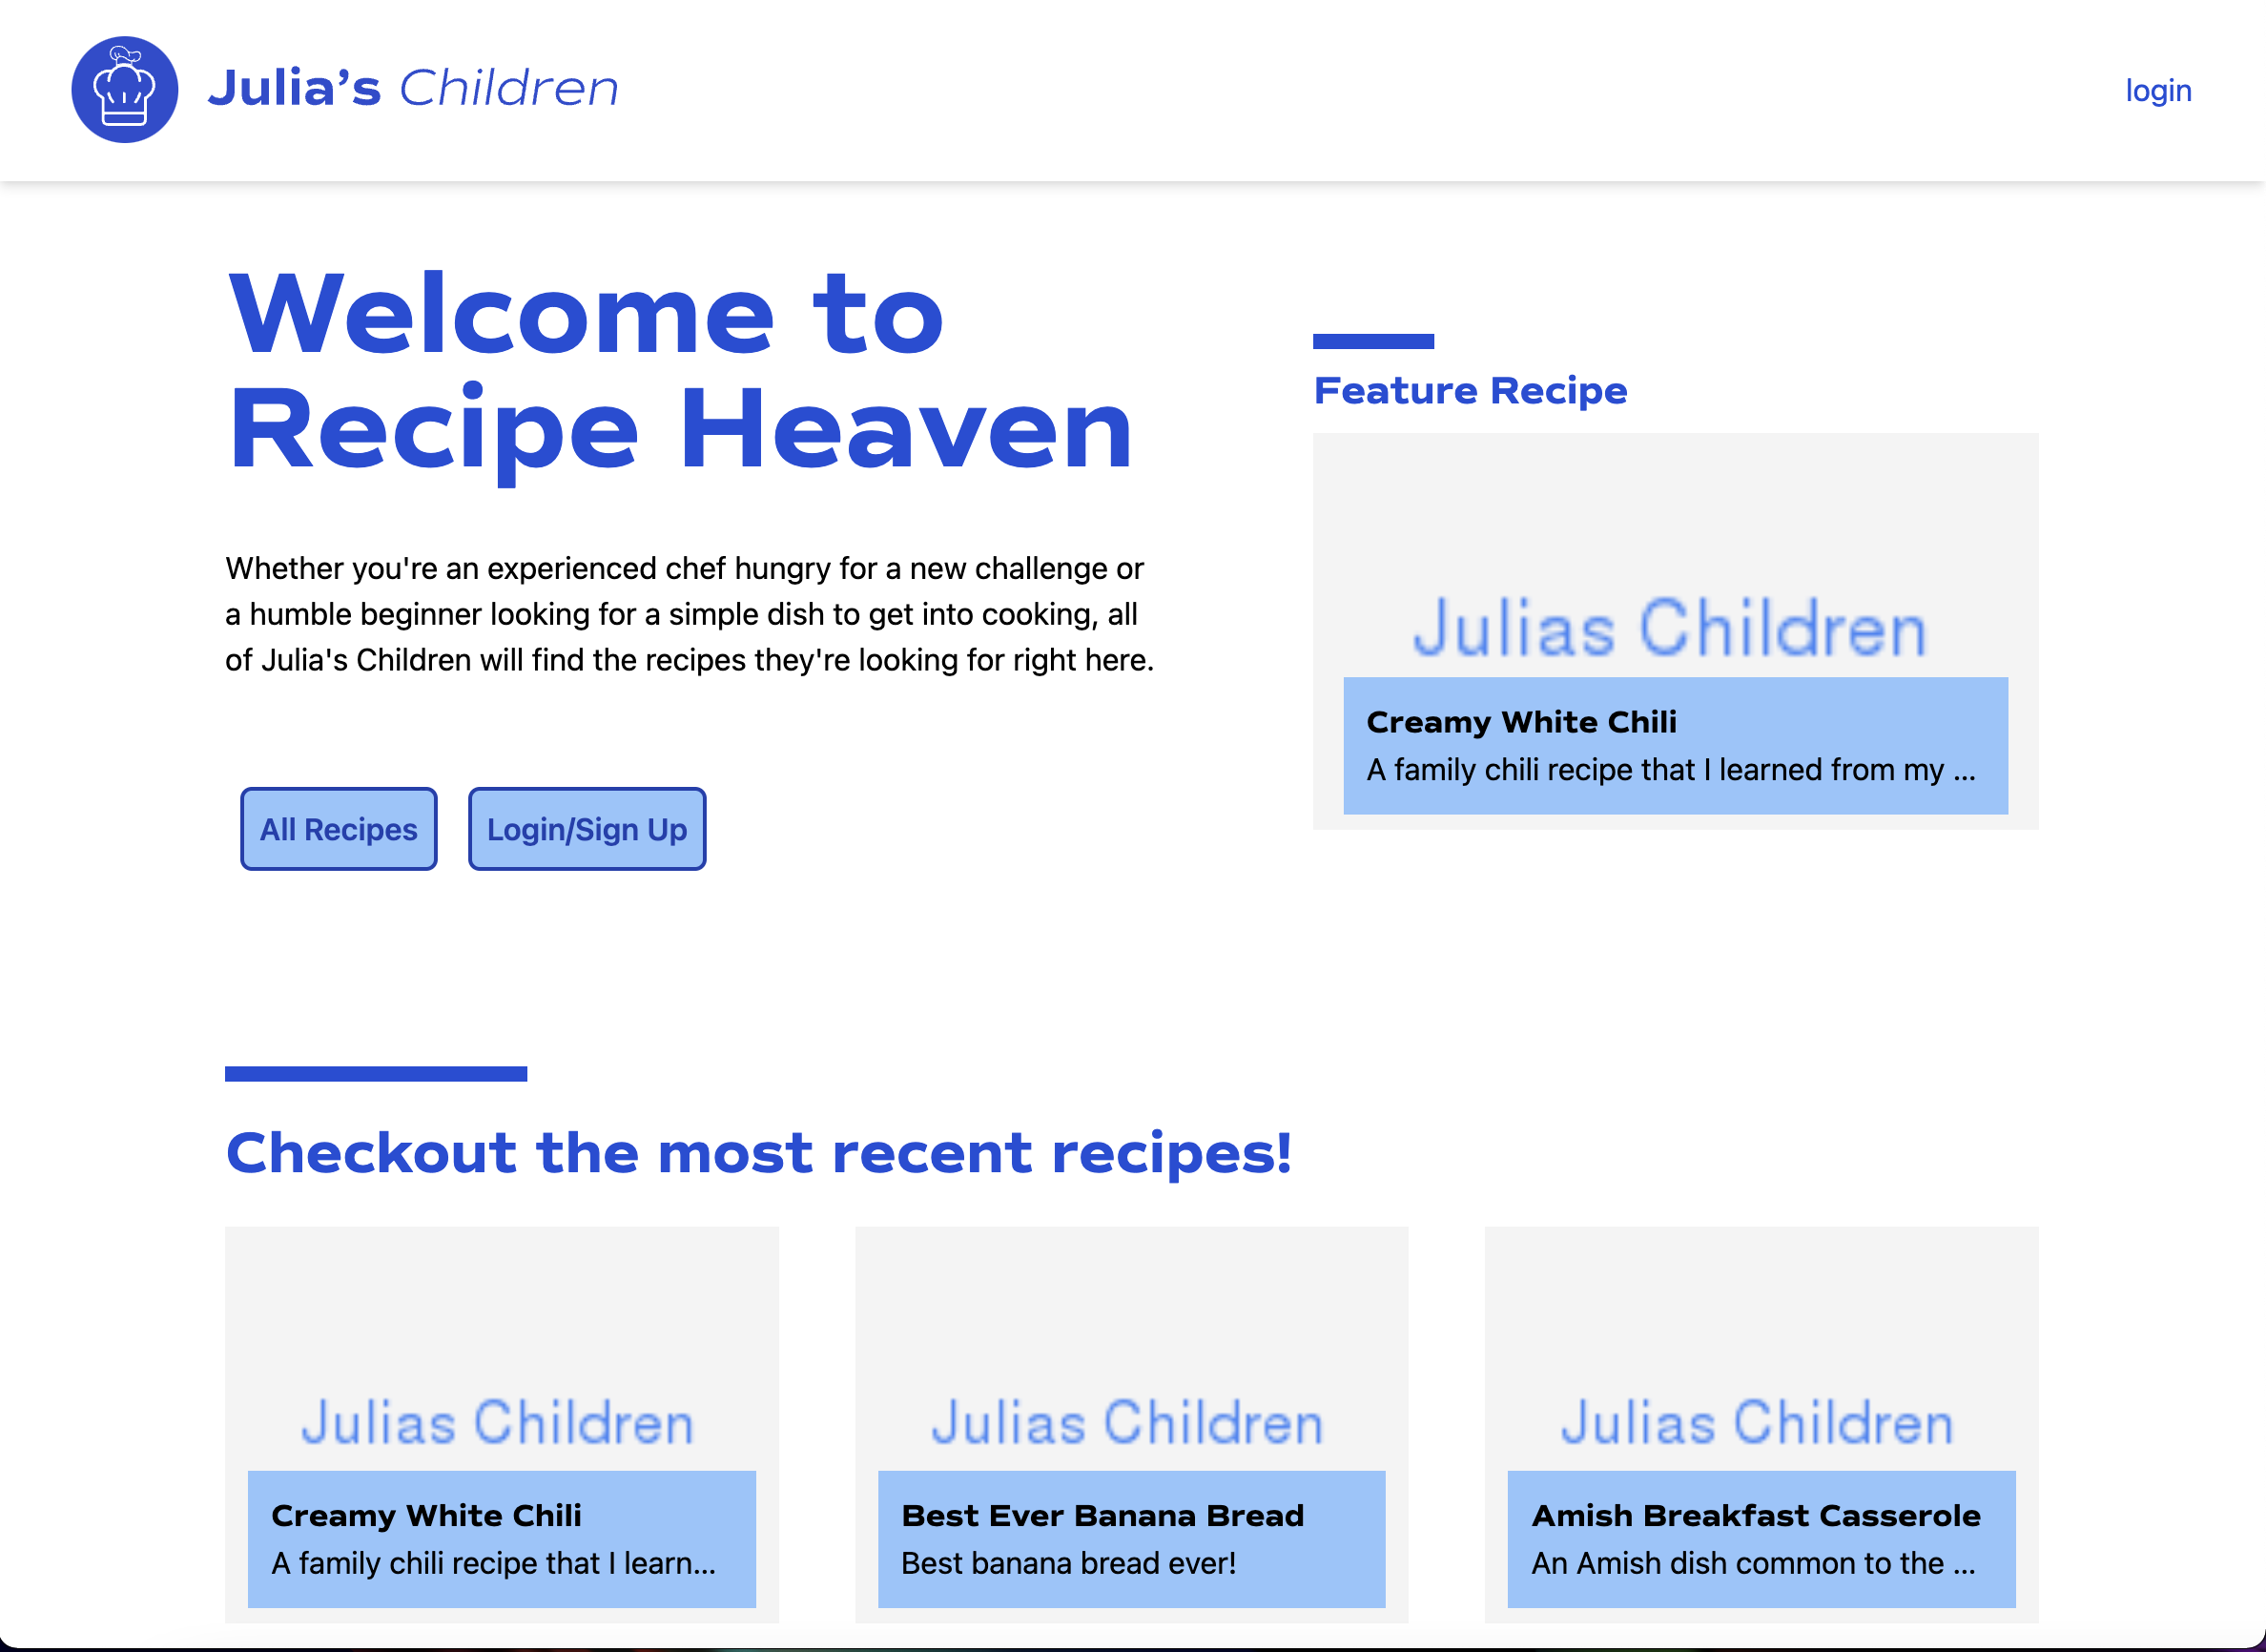 Julia’s Children
login
Welcome to
Recipe Heaven
Whether you're an experienced chef hungry for a new challenge or
a humble beginner looking for a simple dish to get into cooking, all
of Julia's Children will find the recipes they're looking for right here.
All Recipes
Login/Sign Up
Feature Recipe
Julias Children
Creamy White Chili
A family chili recipe that I learned from my ...
Checkout the most recent recipes!
Julias Children
Creamy White Chili
A family chili recipe that I learn...
Julias Children
Best Ever Banana Bread
Best banana bread ever!
Julias Children
Amish Breakfast Casserole
An Amish dish common to the ...